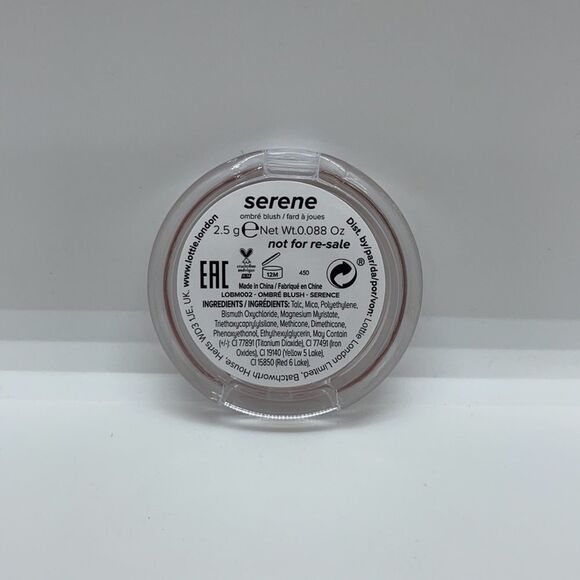 serene
ombré blush / fard à joues
2.5 g ℮ Net Wt.0.088 Oz
not for re-sale
EAC
12M
450
Made in China / Fabriqué en Chine
LOBM002 - OMBRÉ BLUSH - SERENCE
INGREDIENTS / INGRÉDIENTS: Talc, Mica, Polyethylene,
Bismuth Oxychloride, Magnesium Myristate,
Triethoxycaprylylsilane, Methicone, Dimethicone,
Phenoxyethanol, Ethylhexylglycerin, May Contain
(+/-): CI 77891 (Titanium Dioxide), CI 77491 (Iron
Oxides), CI 19140 (Yellow 5 Lake),
CI 15850 (Red 6 Lake).
Dist. by/par/da/por/von: Lottie London Limited, Batchworth House, Herts WD3 1JE, UK. www.lottie.london
®